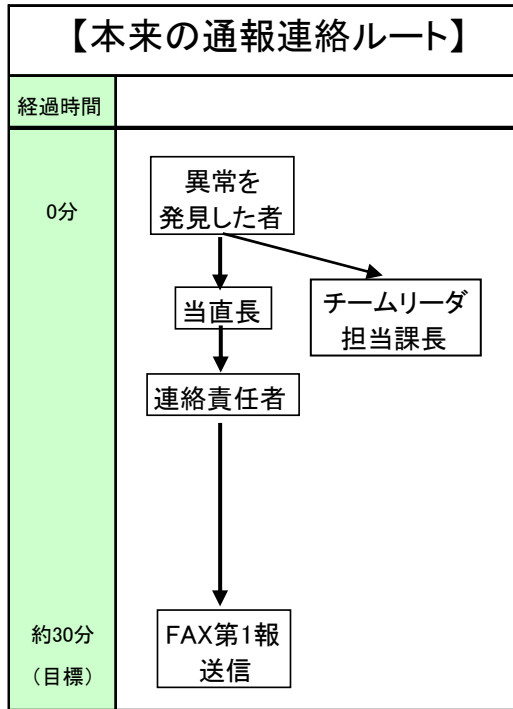 【本来の通報連絡ルート】
経過時間
0分
異常を
発見した者
当直長
チームリーダ
担当課長
連絡責任者
約30分
（目標）
FAX第1報
送信